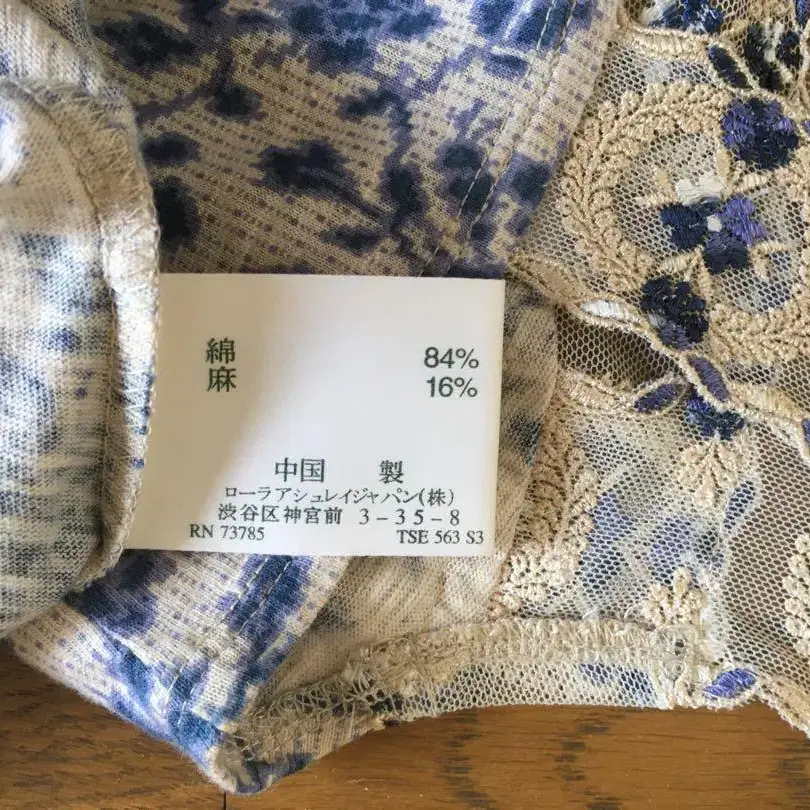 綿 84%
麻 16%
中国 製
ローラアシュレイジャパン(株)
渋谷区神宮前 3-35-8
RN 73785 TSE 563 S3